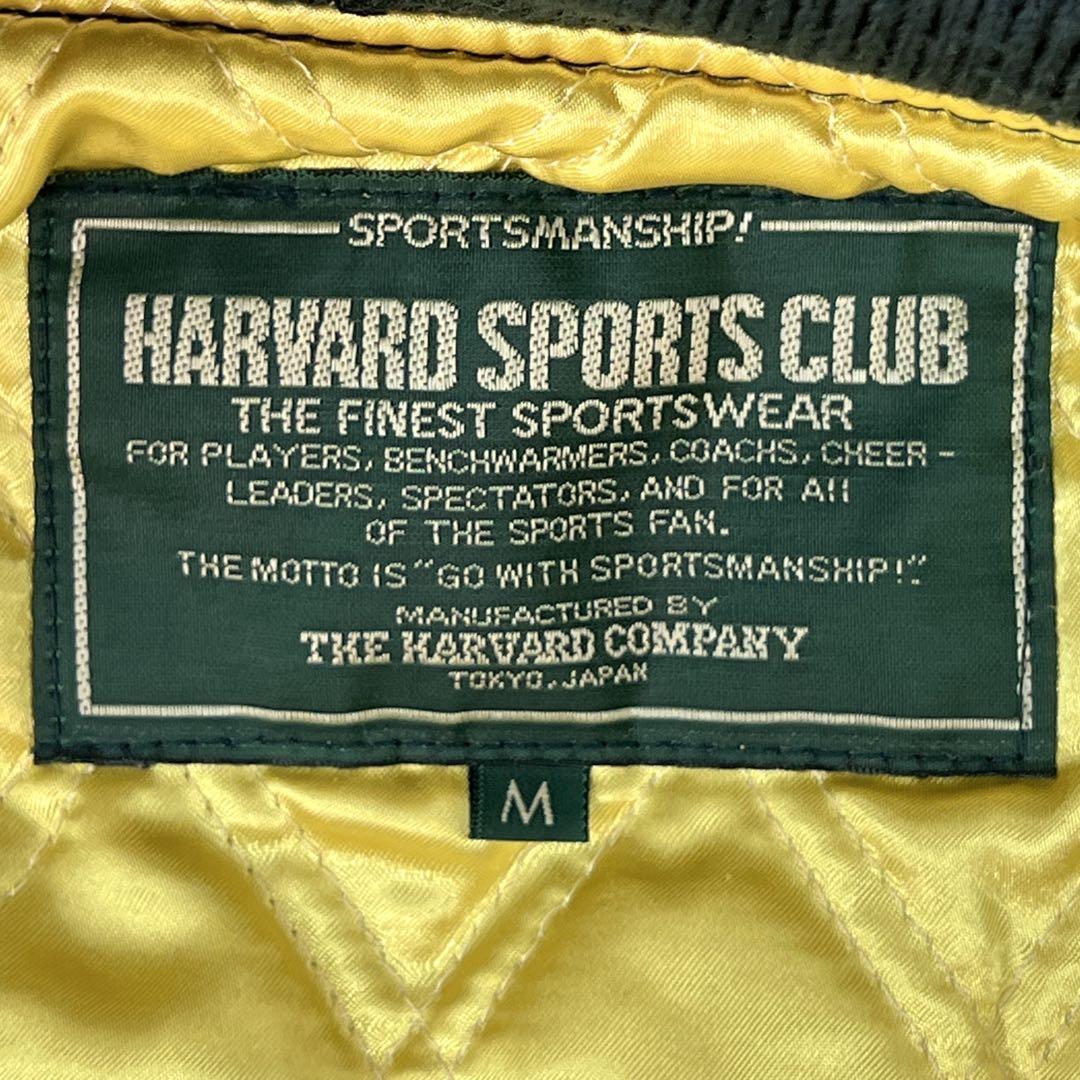 SPORTSMANSHIP!
HARVARD SPORTS CLUB
THE FINEST SPORTSWEAR
FOR PLAYERS, BENCHWARMERS, COACHS, CHEER-
LEADERS, SPECTATORS, AND FOR All
OF THE SPORTS FAN.
THE MOTTO IS "GO WITH SPORTSMANSHIP!"
MANUFACTURED BY
THE HARVARD COMPANY
TOKYO, JAPAN
M